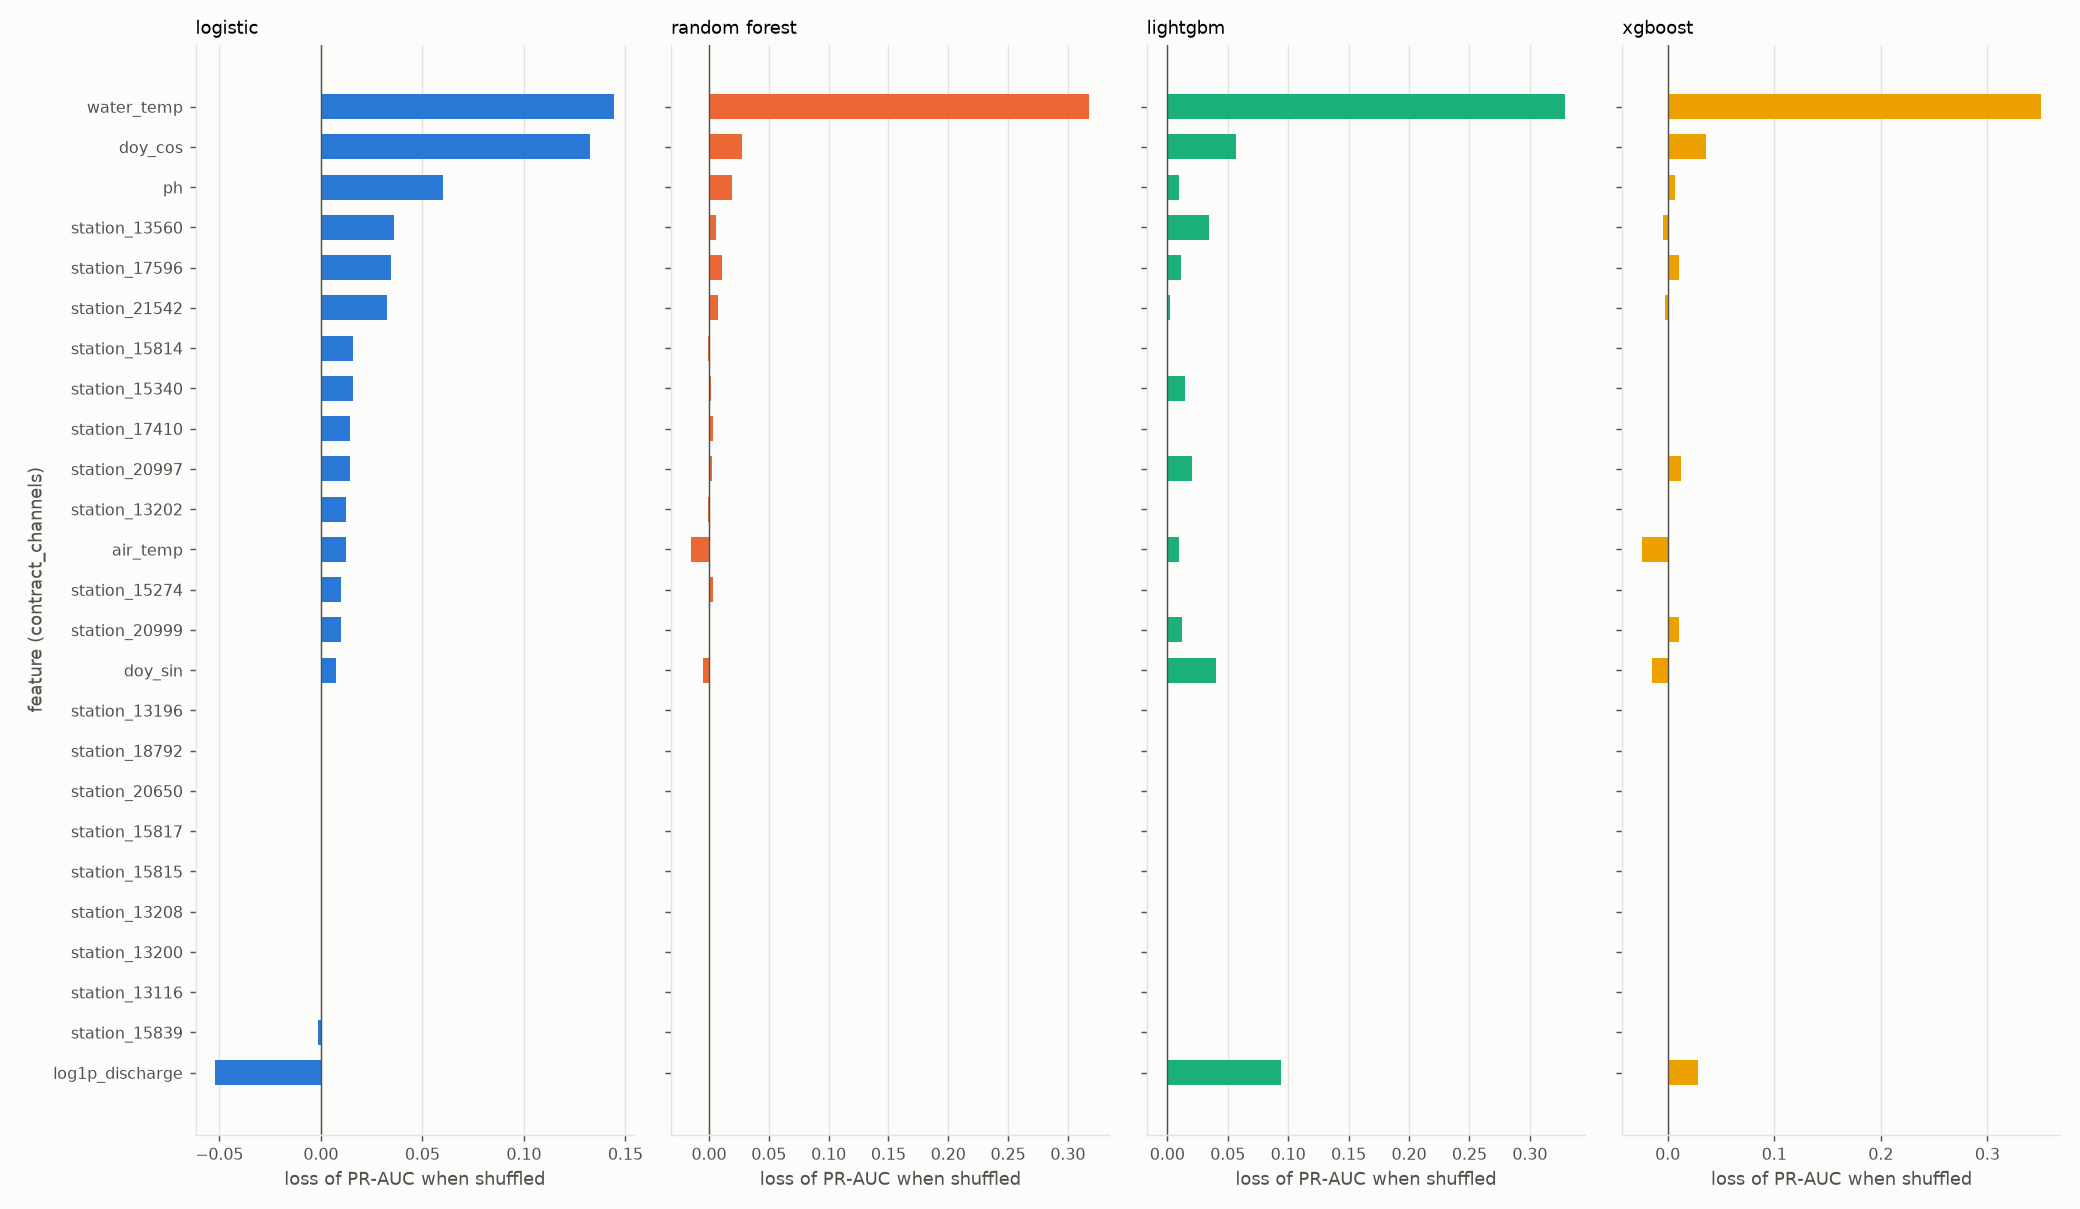 logistic
random forest
lightgbm
xgboost
feature (contract_channels)
water_temp
doy_cos
ph
station_13560
station_17596
station_21542
station_15814
station_15340
station_17410
station_20997
station_13202
air_temp
station_15274
station_20999
doy_sin
station_13196
station_18792
station_20650
station_15817
station_15815
station_13208
station_13200
station_13116
station_15839
log1p_discharge
−0.05 0.00 0.05 0.10 0.15
loss of PR-AUC when shuffled
0.00 0.05 0.10 0.15 0.20 0.25 0.30
loss of PR-AUC when shuffled
0.00 0.05 0.10 0.15 0.20 0.25 0.30
loss of PR-AUC when shuffled
0.0 0.1 0.2 0.3
loss of PR-AUC when shuffled